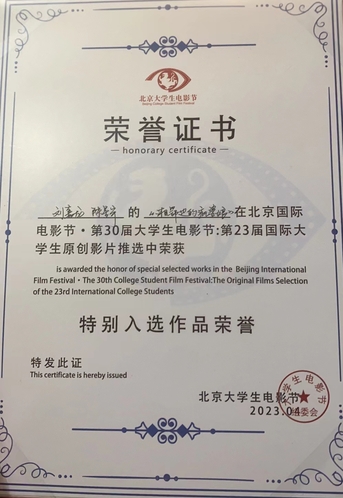 北京大学生电影节
Beijing College Student Film Festival
荣誉证书
honorary certificate
的 在北京国际
电影节·第30届大学生电影节:第23届国际大
学生原创影片推选中荣获
is awarded the honor of special selected works in the Beijing International
Film Festival·The 30th College Student Film Festival:The Original Films Selection
of the 23rd International College Students
特别入选作品荣誉
特发此证
This certificate is hereby issued
北京大学生电影节
2023.04